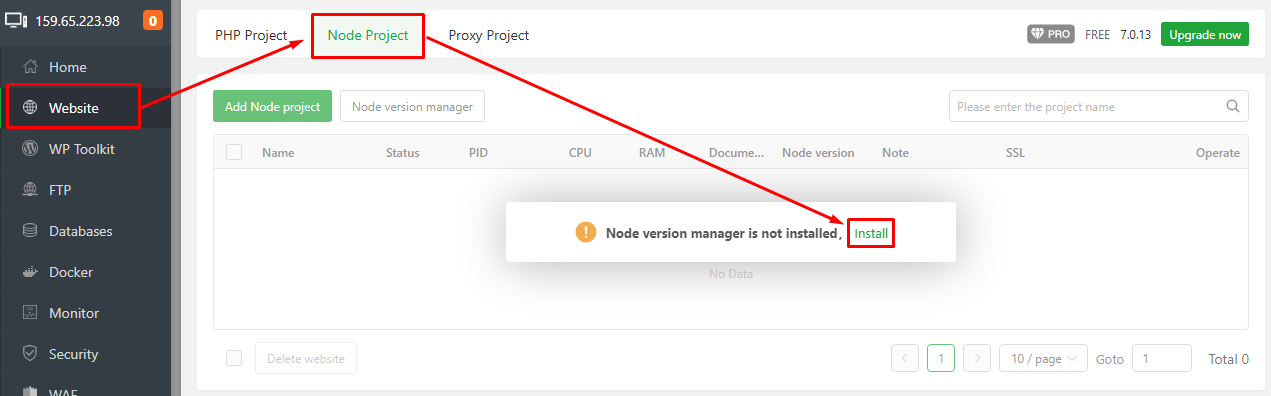 159.65.223.98 0
Home
Website
WP Toolkit
FTP
Databases
Docker
Monitor
Security
WAF
PHP Project Node Project Proxy Project PRO FREE 7.0.13 Upgrade now
Add Node project Node version manager Please enter the project name
Name Status PID CPU RAM Docume... Node version Note SSL Operate
Node version manager is not installed, Install
No Data
Delete website 1 10 / page Goto 1 Total 0